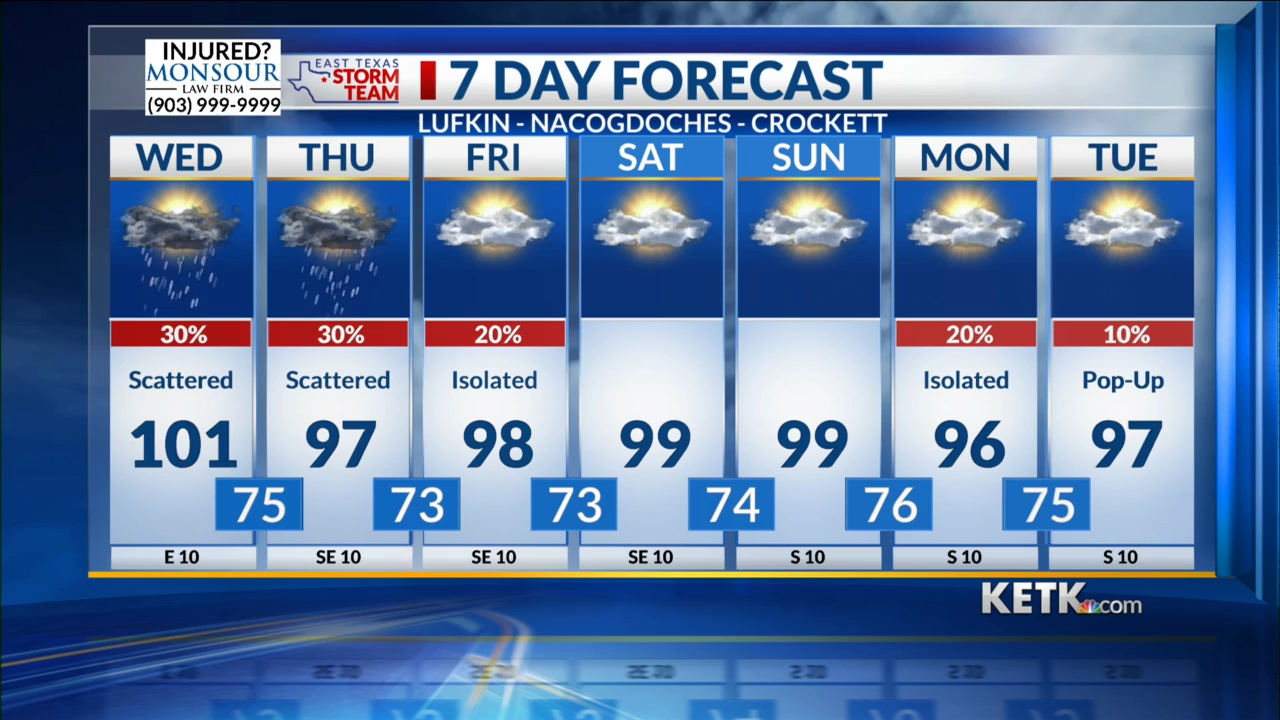 INJURED?
MONSOUR
LAW FIRM
(903) 999-9999
EAST TEXAS
STORM
TEAM
7 DAY FORECAST
LUFKIN - NACOGDOCHES - CROCKETT
WED THU FRI SAT SUN MON TUE
30% 30% 20% 20% 10%
Scattered Scattered Isolated Isolated Pop-Up
101 97 98 99 99 96 97
75 73 73 74 76 75
E 10 SE 10 SE 10 SE 10 S 10 S 10 S 10
KETK.com